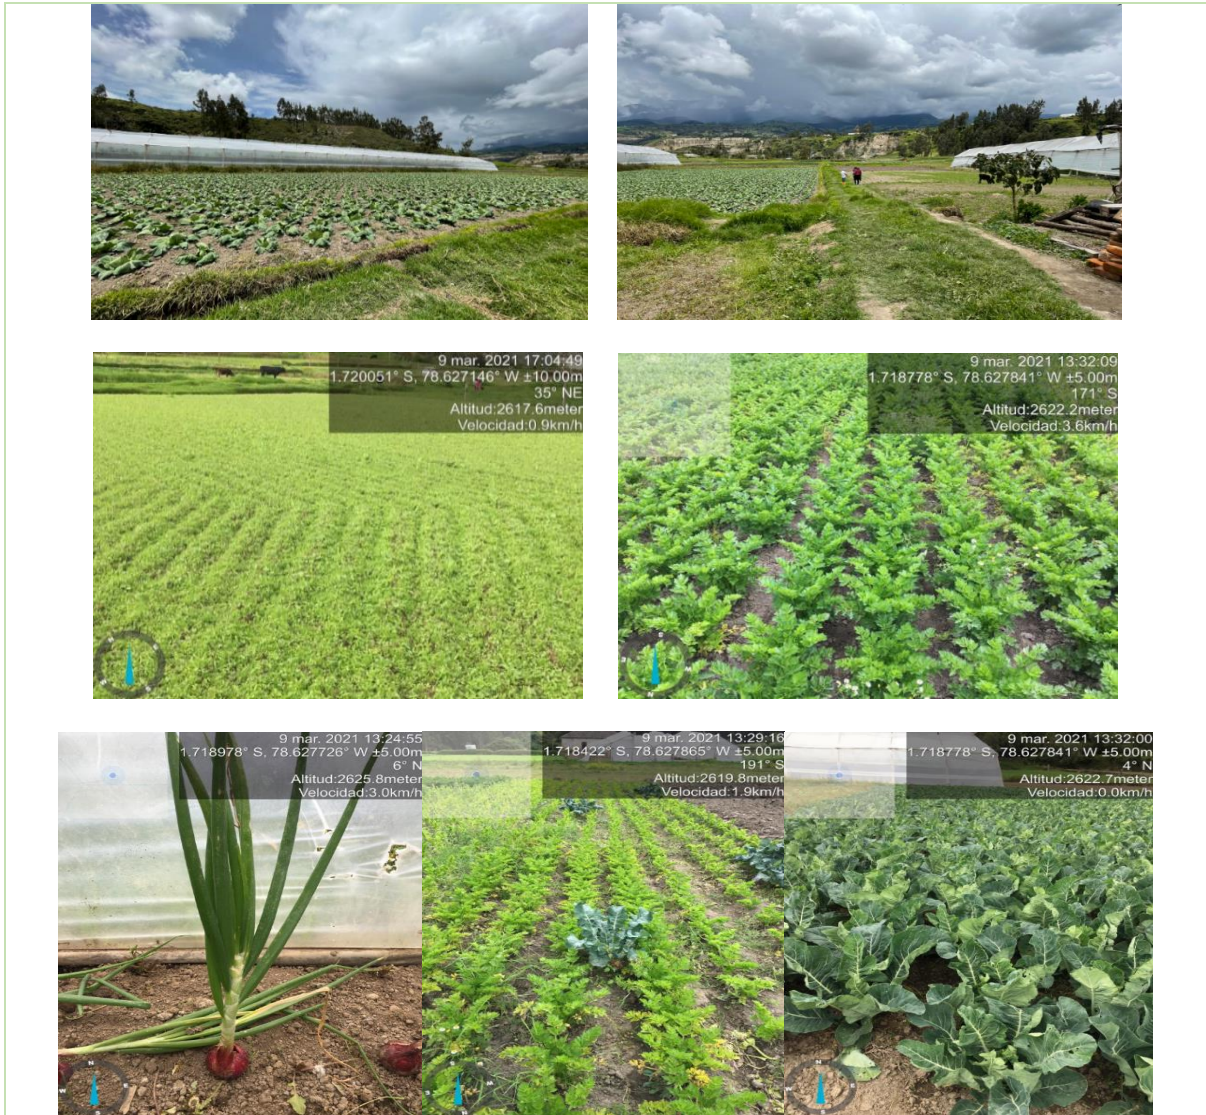 9 mar. 2021 17:04:49
1.720051° S, 78.627146° W ±10.00m
35° NE
Altitud:2617.6meter
Velocidad:0.9km/h
9 mar. 2021 13:32:09
1.718778° S, 78.627841° W ±5.00m
171° S
Altitud:2622.2meter
Velocidad:3.6km/h
9 mar. 2021 13:24:55
1.718978° S, 78.627726° W ±5.00m
6° N
Altitud:2625.8meter
Velocidad:3.0km/h
9 mar. 2021 13:29:16
1.718422° S, 78.627865° W ±5.00m
191° S
Altitud:2619.8meter
Velocidad:1.9km/h
9 mar. 2021 13:32:00
1.718778° S, 78.627841° W ±5.00m
4° N
Altitud:2622.7meter
Velocidad:0.0km/h